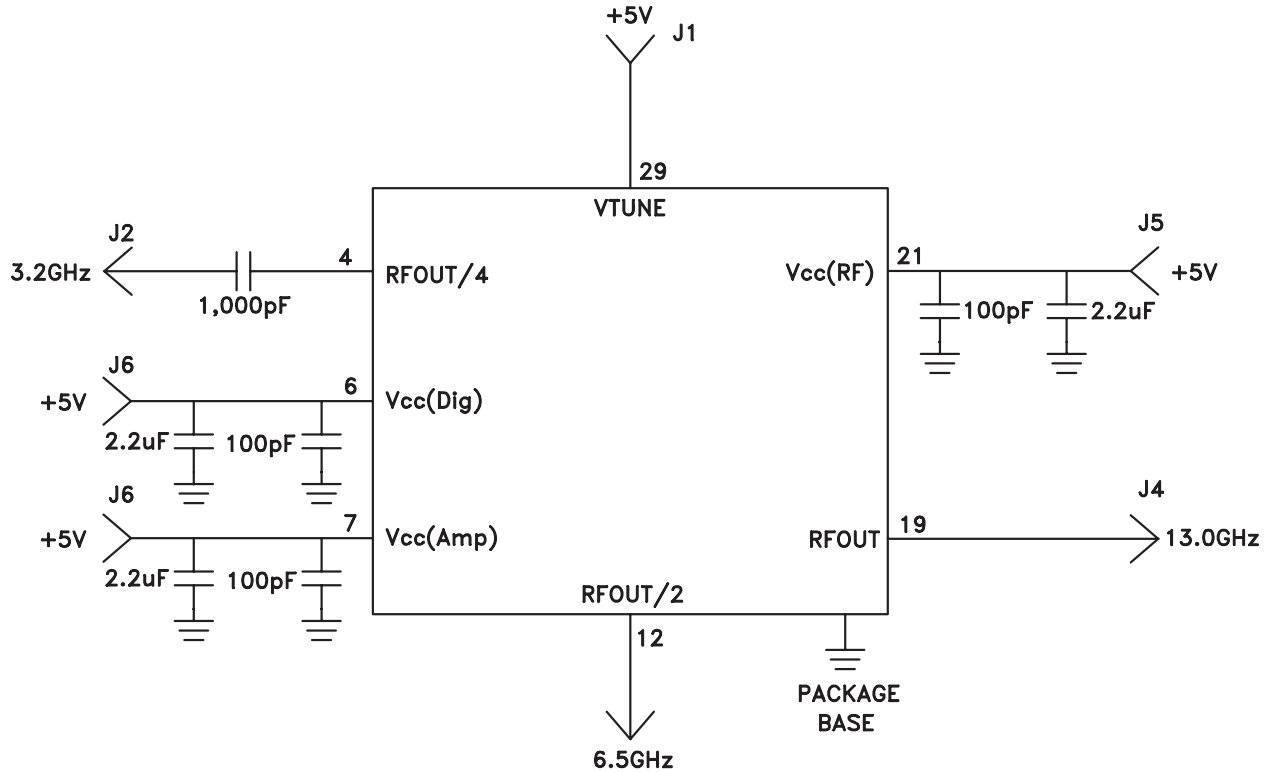 +5V
J1
29
VTUNE
J2
3.2GHz
1,000pF
4
RFOUT/4
J6
+5V
2.2uF
100pF
6
Vcc(Dig)
J6
+5V
2.2uF
100pF
7
Vcc(Amp)
RFOUT/2
12
6.5GHz
Vcc(RF)
21
J5
+5V
100pF
2.2uF
RFOUT
19
J4
13.0GHz
PACKAGE
BASE